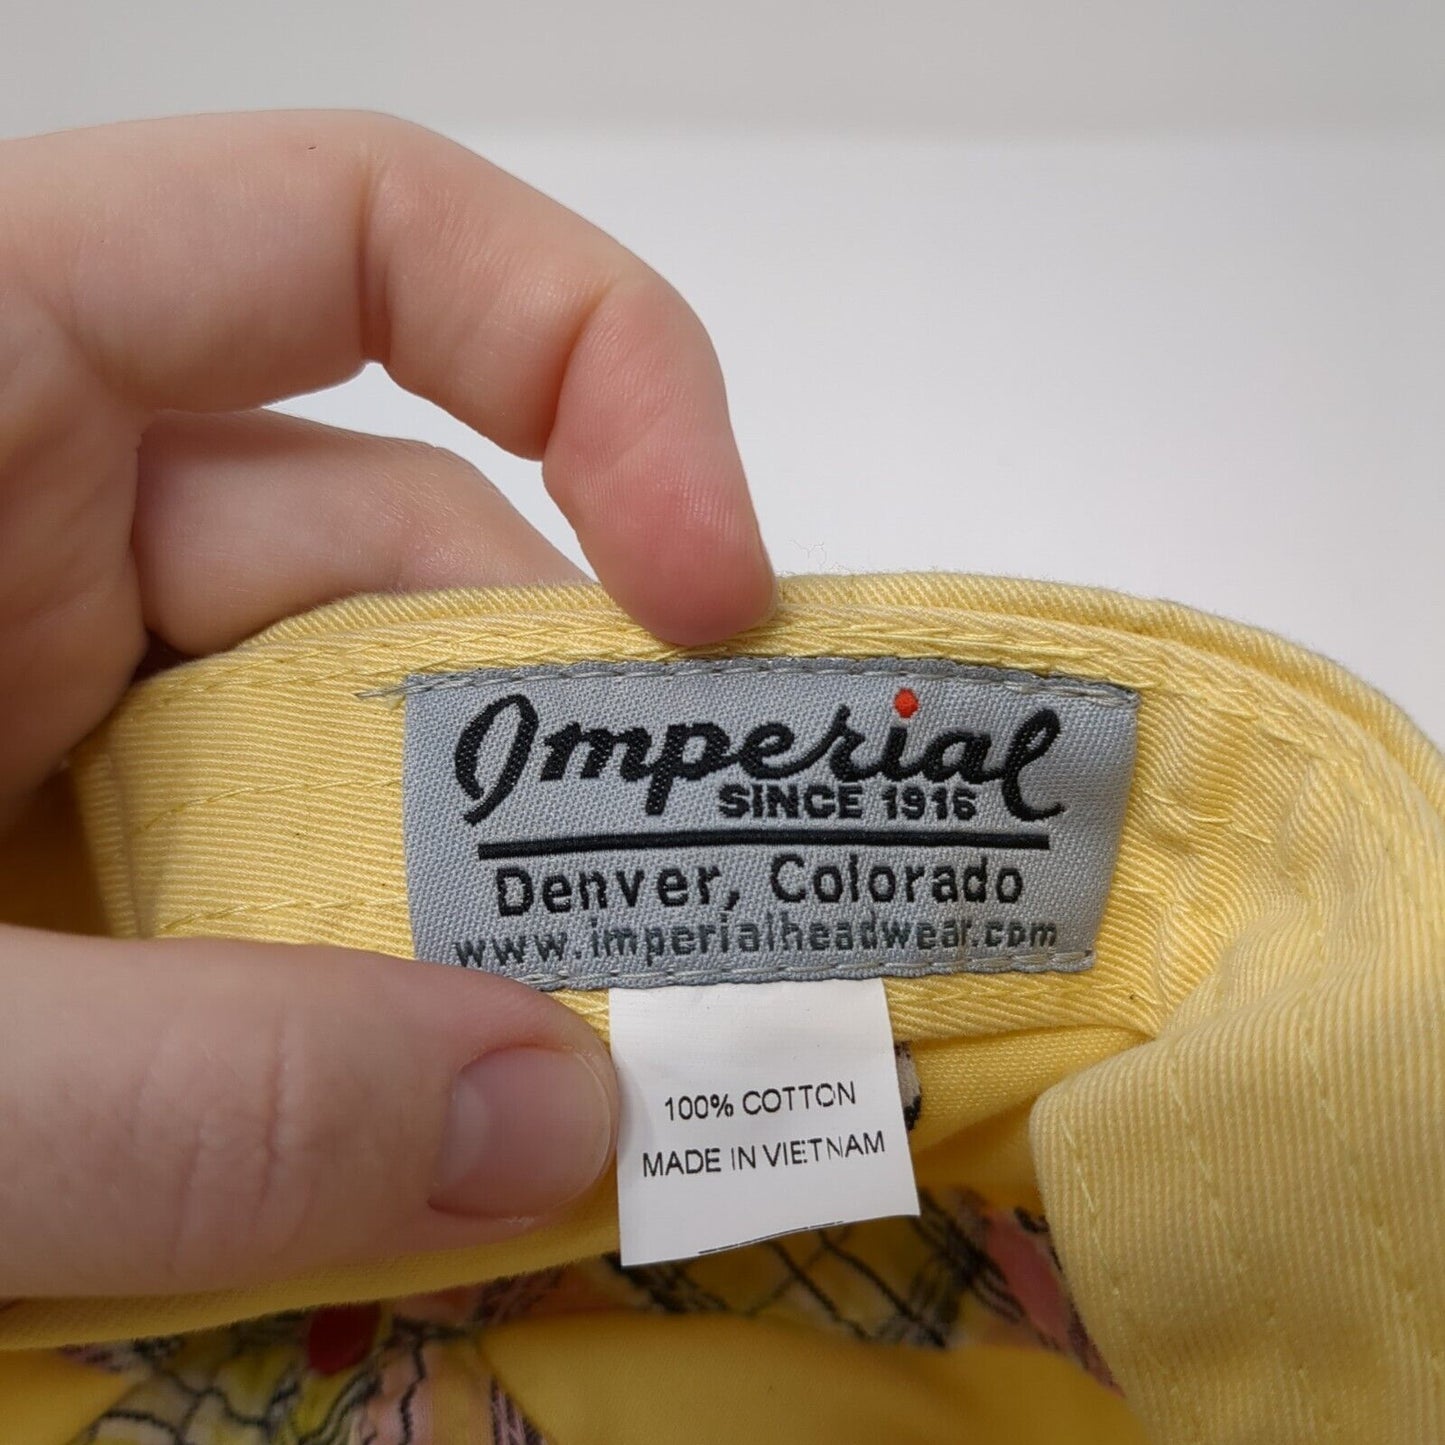 Imperial
SINCE 1916
Denver, Colorado
www.imperialheadwear.com
100% COTTON
MADE IN VIETNAM